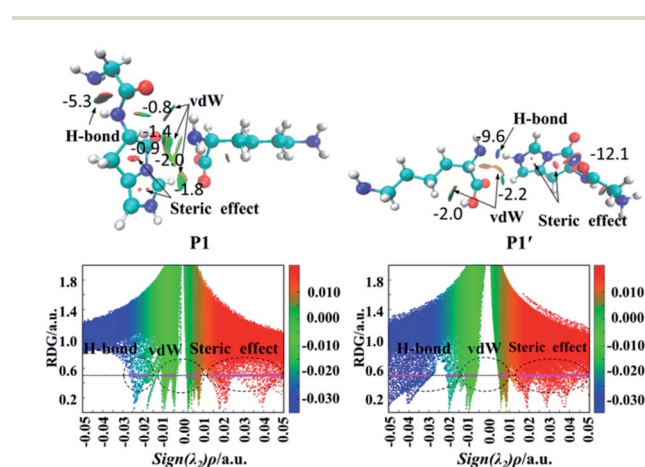 -5.3
H-bond
-0.8
vdW
-1.4
-0.9
-2.0
-1.8
Steric effect
P1
-9.6
H-bond
-12.1
-2.2
-2.0
vdW
Steric effect
P1′
RDG/a.u.
1.8
1.4
1.0
0.6
0.2
H-bond
vdW
Steric effect
-0.05
-0.04
-0.03
-0.02
-0.01
0.00
0.01
0.02
0.03
0.04
0.05
Sign(λ₂)ρ/a.u.
0.010
0.000
-0.010
-0.020
-0.030
RDG/a.u.
1.8
1.4
1.0
0.6
0.2
H-bond
vdW
Steric effect
-0.05
-0.04
-0.03
-0.02
-0.01
0.00
0.01
0.02
0.03
0.04
0.05
Sign(λ₂)ρ/a.u.
0.010
0.000
-0.010
-0.020
-0.030